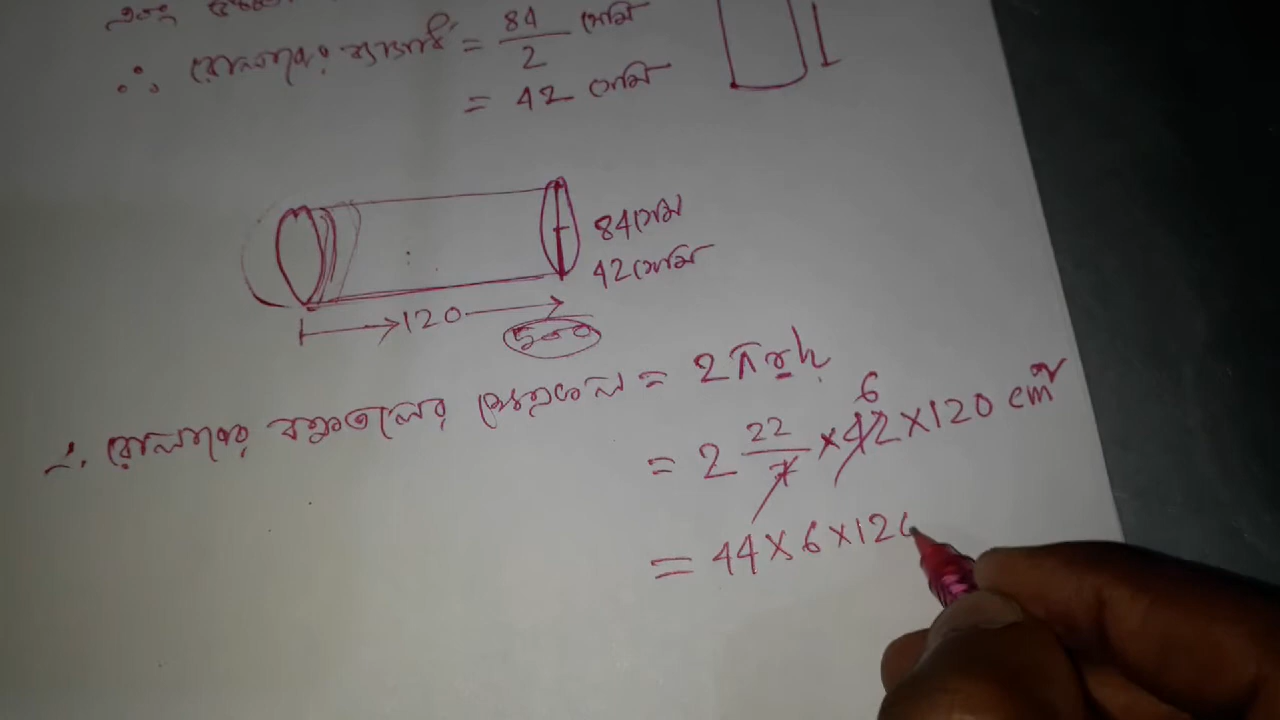 ∴ রোলারের ব্যাসার্ধ = 84/2 সেমি
= 42 সেমি
84 সেমি
42 সেমি
120
500
∴ রোলারের বক্রতলের ক্ষেত্রফল = 2πrh
= 2 22/7 × 42 6 × 120 cm²
= 44 × 6 × 120